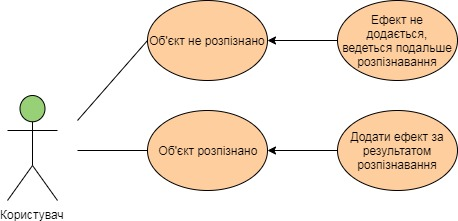 Об'єкт не розпізнано
Ефект не
додається,
ведеться подальше
розпізнавання
Об'єкт розпізнано
Додати ефект за
результатом
розпізнавання
Користувач